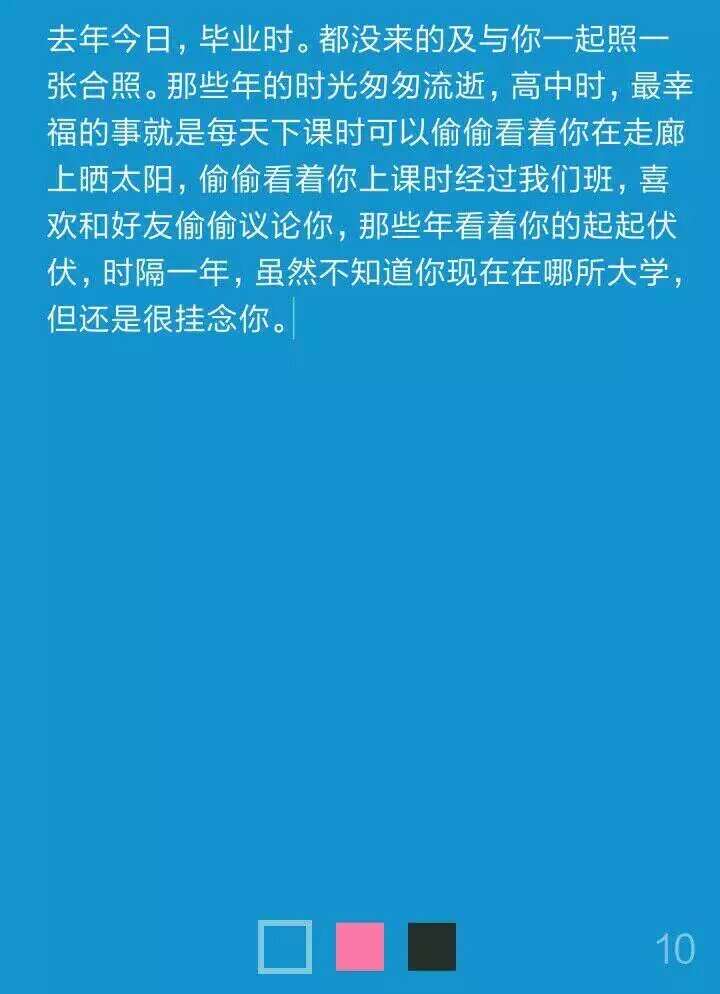 去年今日，毕业时。都没来的及与你一起照一
张合照。那些年的时光匆匆流逝，高中时，最幸
福的事就是每天下课时可以偷偷看着你在走廊
上晒太阳，偷偷看着你上课时经过我们班，喜
欢和好友偷偷议论你，那些年看着你的起起伏
伏，时隔一年，虽然不知道你现在在哪所大学，
但还是很挂念你。
10